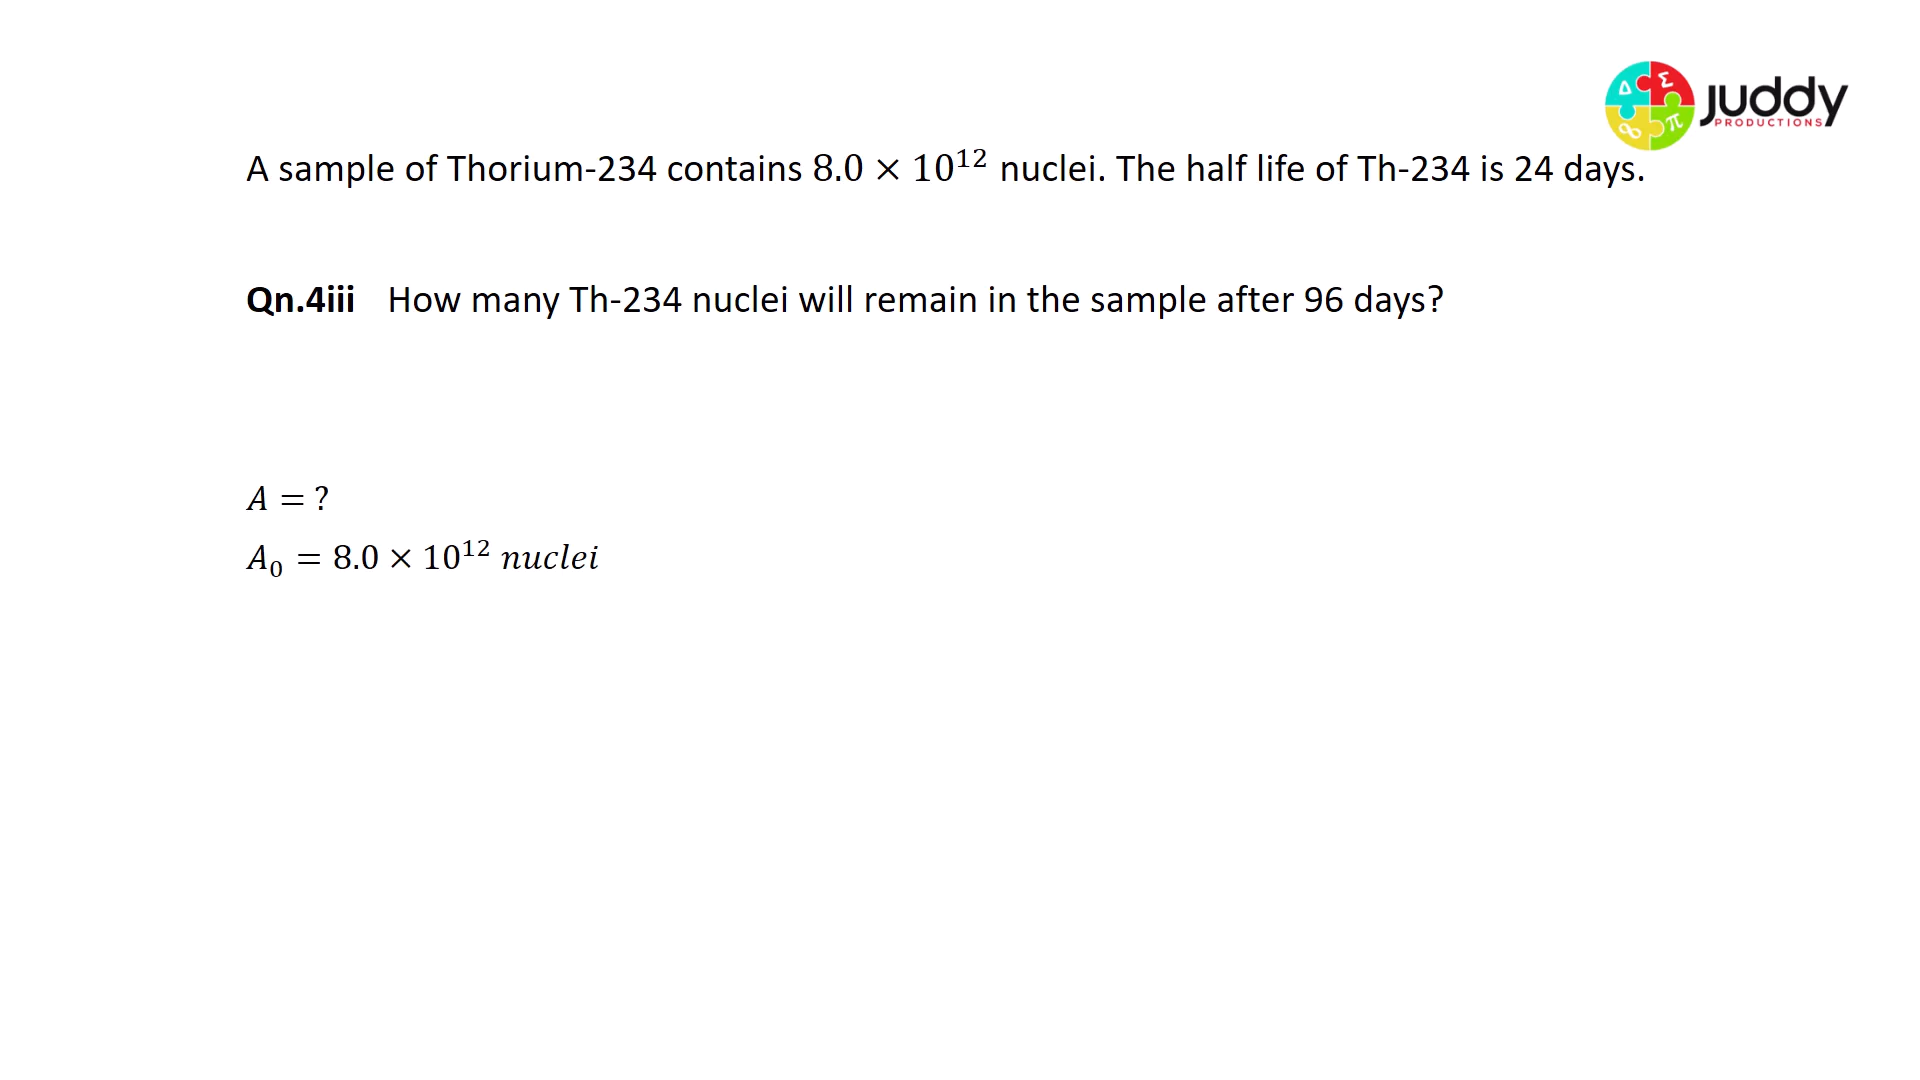 Δ Σ ∞ π juddy
PRODUCTIONS
A sample of Thorium-234 contains 8.0 × 10¹² nuclei. The half life of Th-234 is 24 days.
Qn.4iii How many Th-234 nuclei will remain in the sample after 96 days?
A = ?
A₀ = 8.0 × 10¹² nuclei